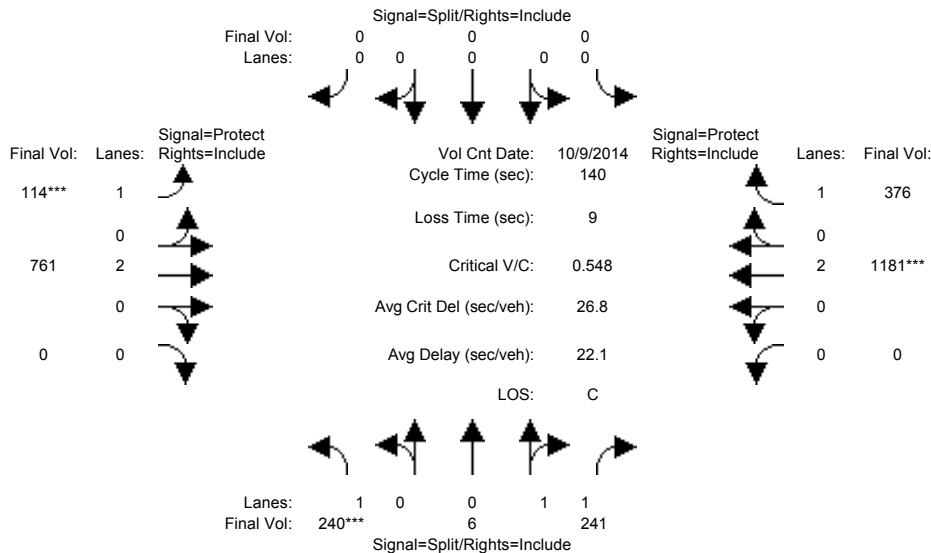 Signal=Split/Rights=Include
Final Vol: 0 0 0
Lanes: 0 0 0 0 0
Signal=Protect Signal=Protect
Final Vol: Lanes: Rights=Include Vol Cnt Date: 10/9/2014 Rights=Include Lanes: Final Vol:
Cycle Time (sec): 140
114*** 1 1 376
Loss Time (sec): 9
0 0
761 2 Critical V/C: 0.548 2 1181***
0 Avg Crit Del (sec/veh): 26.8 0
0 0 Avg Delay (sec/veh): 22.1 0 0
LOS: C
Lanes: 1 0 0 1 1
Final Vol: 240*** 6 241
Signal=Split/Rights=Include